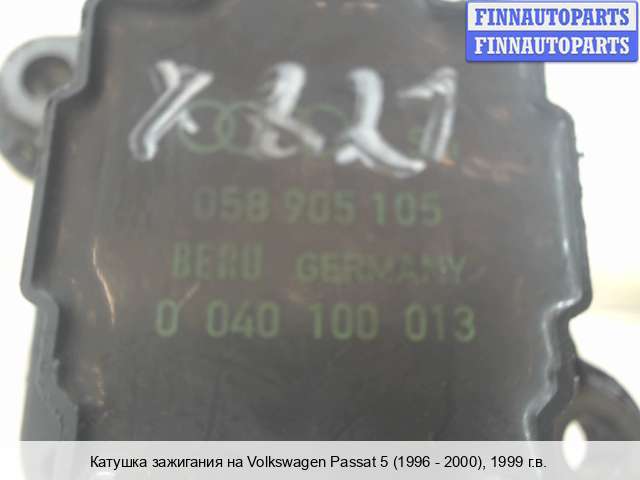 FINNAUTOPARTS
FINNAUTOPARTS
X221
058 905 105
BERU GERMANY
0 040 100 013
Катушка зажигания на Volkswagen Passat 5 (1996 - 2000), 1999 г.в.